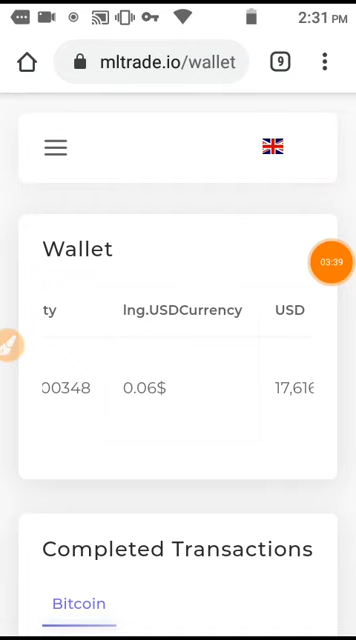 2:31 PM
mltrade.io/wallet
9
Wallet
03:39
ty
lng.USDCurrency
USD
00348
0.06$
17,616
Completed Transactions
Bitcoin